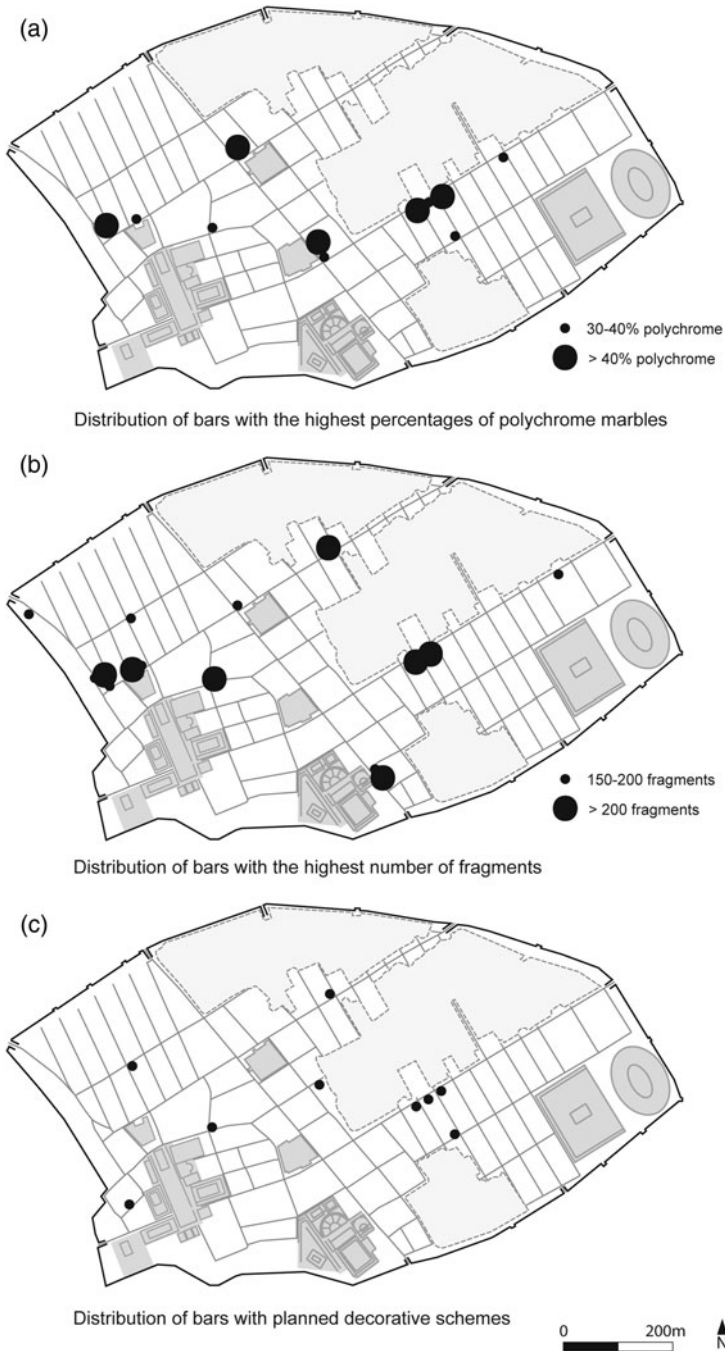 (a)
30-40% polychrome
> 40% polychrome
Distribution of bars with the highest percentages of polychrome marbles
(b)
150-200 fragments
> 200 fragments
Distribution of bars with the highest number of fragments
(c)
Distribution of bars with planned decorative schemes
0 200m N